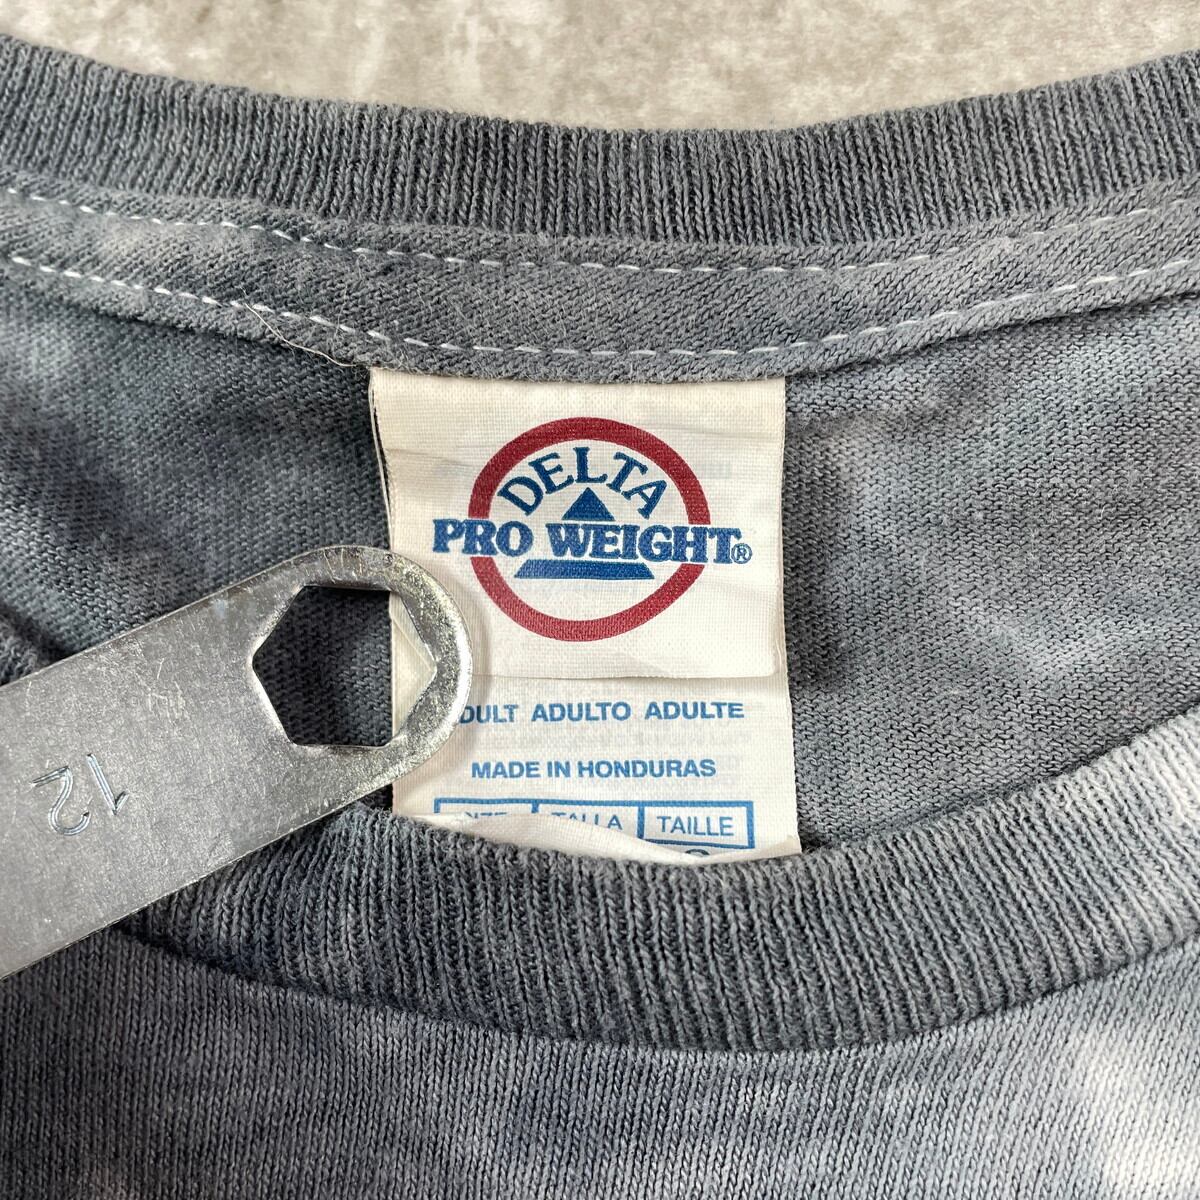 DELTA
PRO WEIGHT®
DULT ADULTO ADULTE
MADE IN HONDURAS
TALLA TAILLE
12